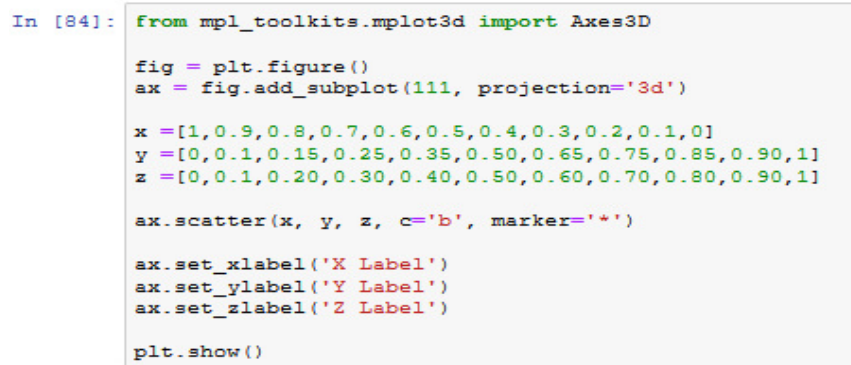 In [84]: from mpl_toolkits.mplot3d import Axes3D
fig = plt.figure()
ax = fig.add_subplot(111, projection='3d')
x =[1,0.9,0.8,0.7,0.6,0.5,0.4,0.3,0.2,0.1,0]
y =[0,0.1,0.15,0.25,0.35,0.50,0.65,0.75,0.85,0.90,1]
z =[0,0.1,0.20,0.30,0.40,0.50,0.60,0.70,0.80,0.90,1]
ax.scatter(x, y, z, c='b', marker='*')
ax.set_xlabel('X Label')
ax.set_ylabel('Y Label')
ax.set_zlabel('Z Label')
plt.show()